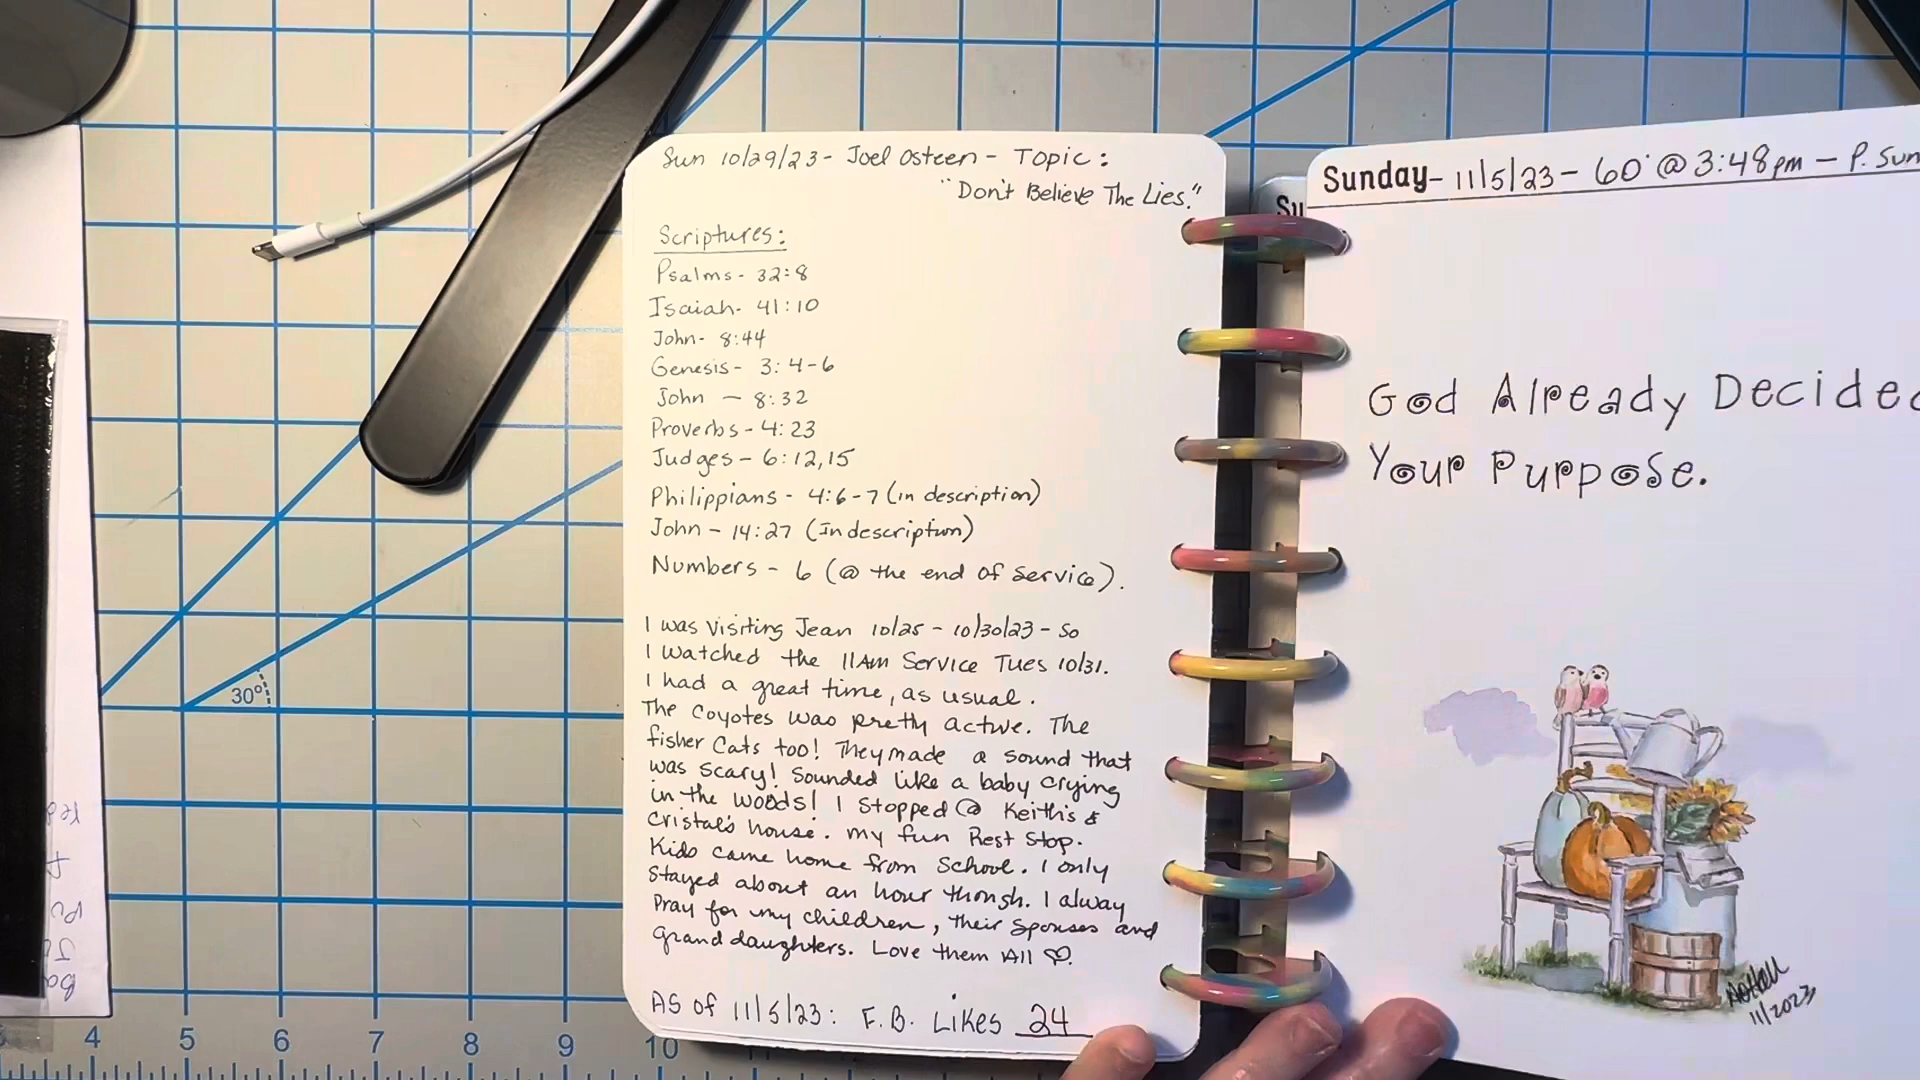 Sun 10/29/23 - Joel Osteen - Topic:
"Don't Believe The Lies."
Scriptures:
Psalms - 32:8
Isaiah - 41:10
John - 8:44
Genesis - 3:4-6
John - 8:32
Proverbs - 4:23
Judges - 6:12,15
Philippians - 4:6-7 (in description)
John - 14:27 (In description)
Numbers - 6 (@ the end of Service).
I was visiting Jean 10/25 - 10/30/23 - So
I watched the 11AM Service Tues 10/31.
I had a great time, as usual.
The coyotes was pretty active. The
fisher cats too! They made a sound that
was scary! Sounded like a baby crying
in the woods! I stopped @ Keith's &
Cristal's house. My fun Rest Stop.
Kids came home from School. I only
stayed about an hour though. I alway
Pray for my children, their Spouses and
granddaughters. Love them All ♡.
AS of 11/5/23: F.B. Likes 24
Su
Sunday - 11/5/23 - 60° @ 3:48pm - P. Sun
God Already Decided
Your Purpose.
11/2023
30°
4 5 6 7 8 9 10